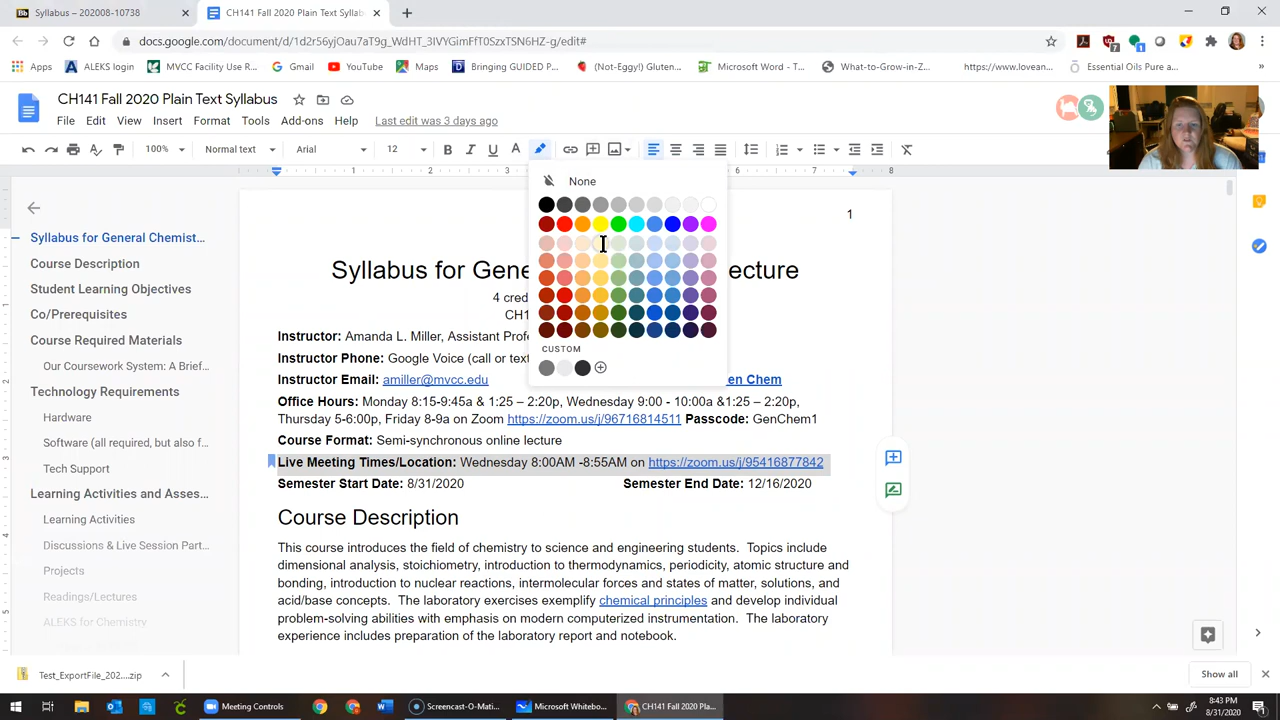 Syllabus – 202008-10738
CH141 Fall 2020 Plain Text Syllab
docs.google.com/document/d/1d2r56yjOau7aT9g_WdHT_3IVYGimFfT0SzxTSN6HZ-g/edit#
Apps
ALEKS login
MVCC Facility Use R...
Gmail
YouTube
Maps
Bringing GUIDED P...
(Not-Eggy!) Gluten...
Microsoft Word - T...
What-to-Grow-in-Z...
https://www.lovean...
Essential Oils Pure a...
»
CH141 Fall 2020 Plain Text Syllabus
File Edit View Insert Format Tools Add-ons Help Last edit was 3 days ago
100% Normal text Arial 12 B I U A
None
CUSTOM
1
Syllabus for General Chemist...
Course Description
Student Learning Objectives
Co/Prerequisites
Course Required Materials
Our Coursework System: A Brief...
Technology Requirements
Hardware
Software (all required, but also f...
Tech Support
Learning Activities and Asses...
Learning Activities
Discussions & Live Session Part...
Projects
Readings/Lectures
ALEKS for Chemistry
Syllabus for Gene ecture
4 cred
CH1
Instructor: Amanda L. Miller, Assistant Profe
Instructor Phone: Google Voice (call or text
Instructor Email: amiller@mvcc.edu en Chem
Office Hours: Monday 8:15-9:45a & 1:25 – 2:20p, Wednesday 9:00 - 10:00a &1:25 – 2:20p,
Thursday 5-6:00p, Friday 8-9a on Zoom https://zoom.us/j/96716814511 Passcode: GenChem1
Course Format: Semi-synchronous online lecture
Live Meeting Times/Location: Wednesday 8:00AM -8:55AM on https://zoom.us/j/95416877842
Semester Start Date: 8/31/2020 Semester End Date: 12/16/2020
Course Description
This course introduces the field of chemistry to science and engineering students. Topics include
dimensional analysis, stoichiometry, introduction to thermodynamics, periodicity, atomic structure and
bonding, introduction to nuclear reactions, intermolecular forces and states of matter, solutions, and
acid/base concepts. The laboratory exercises exemplify chemical principles and develop individual
problem-solving abilities with emphasis on modern computerized instrumentation. The laboratory
experience includes preparation of the laboratory report and notebook.
Test_ExportFile_202....zip
Show all
Meeting Controls
Screencast-O-Mati...
Microsoft Whitebo...
CH141 Fall 2020 Pla...
8:43 PM
8/31/2020